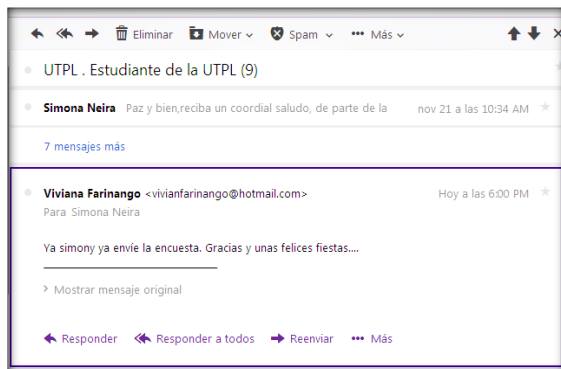 Eliminar Mover Spam Más
UTPL . Estudiante de la UTPL (9)
Simona Neira Paz y bien,reciba un coordial saludo, de parte de la nov 21 a las 10:34 AM
7 mensajes más
Viviana Farinango <vivianfarinango@hotmail.com> Hoy a las 6:00 PM
Para Simona Neira
Ya simony ya envíe la encuesta. Gracias y unas felices fiestas....
Mostrar mensaje original
Responder Responder a todos Reenviar Más